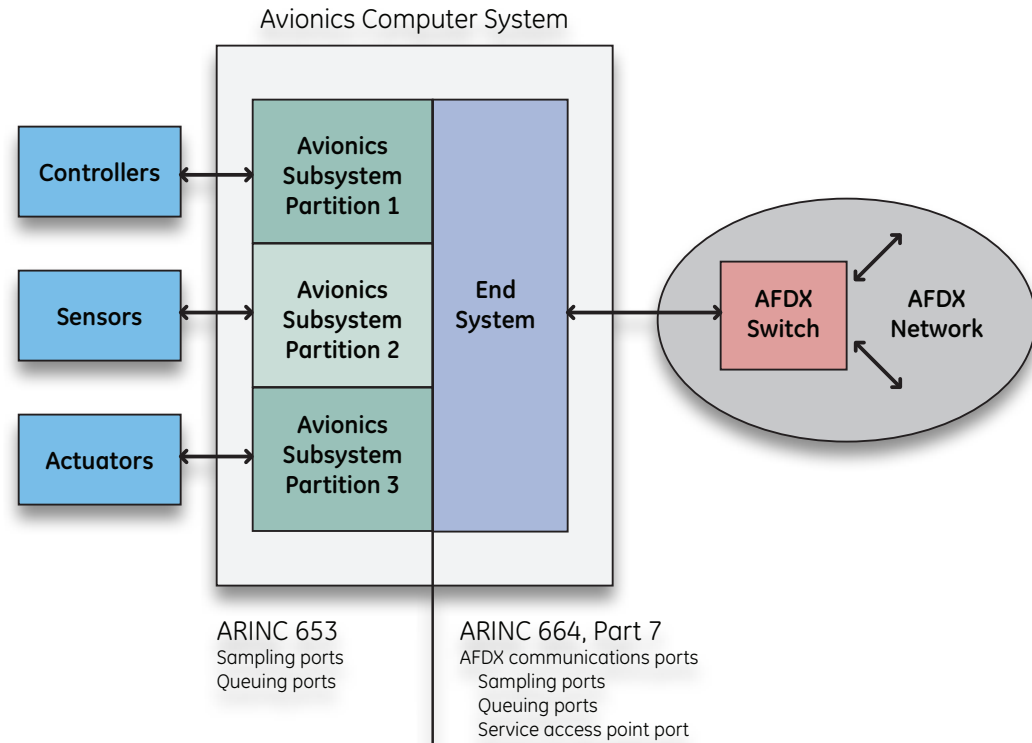 Avionics Computer System
Controllers
Avionics
Subsystem
Partition 1
Sensors
Avionics
Subsystem
Partition 2
Actuators
Avionics
Subsystem
Partition 3
End
System
AFDX
Switch
AFDX
Network
ARINC 653
Sampling ports
Queuing ports
ARINC 664, Part 7
AFDX communications ports
Sampling ports
Queuing ports
Service access point port